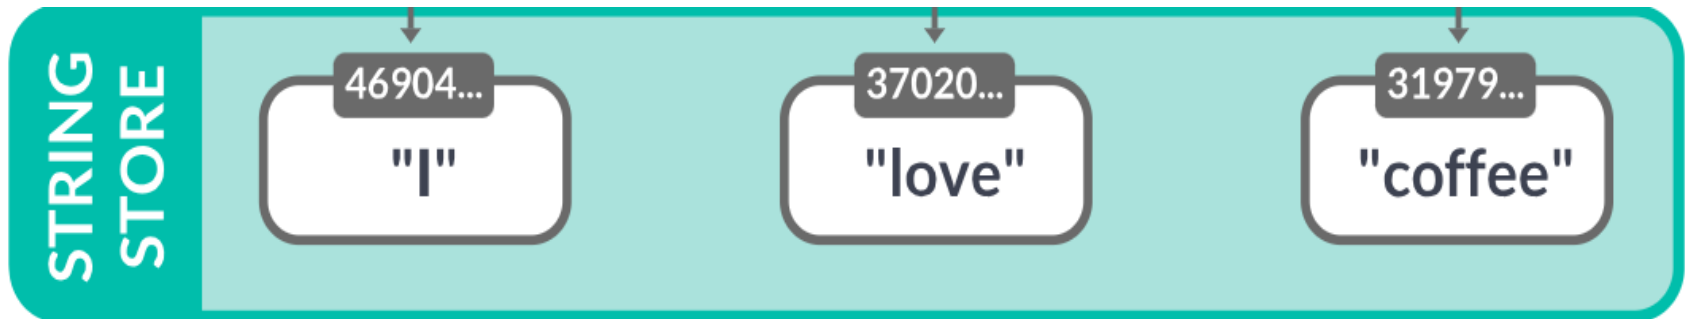 STRING
STORE
46904...
"I"
37020...
"love"
31979...
"coffee"